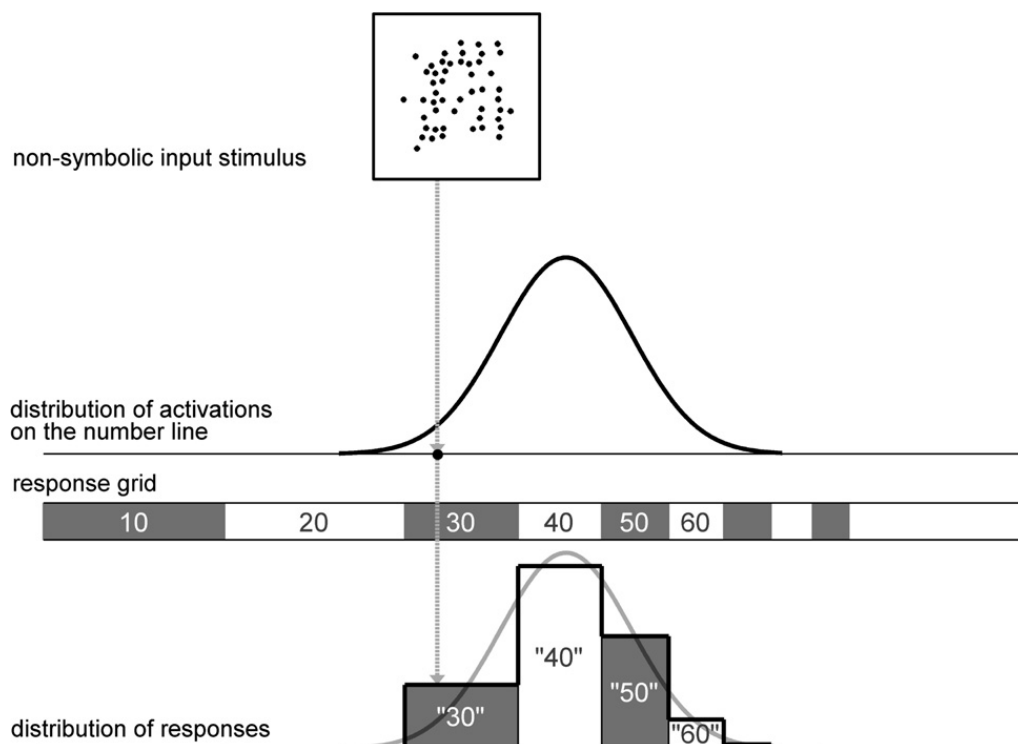 non-symbolic input stimulus
distribution of activations
on the number line
response grid
10 20 30 40 50 60
"40"
"30" "50" "60"
distribution of responses